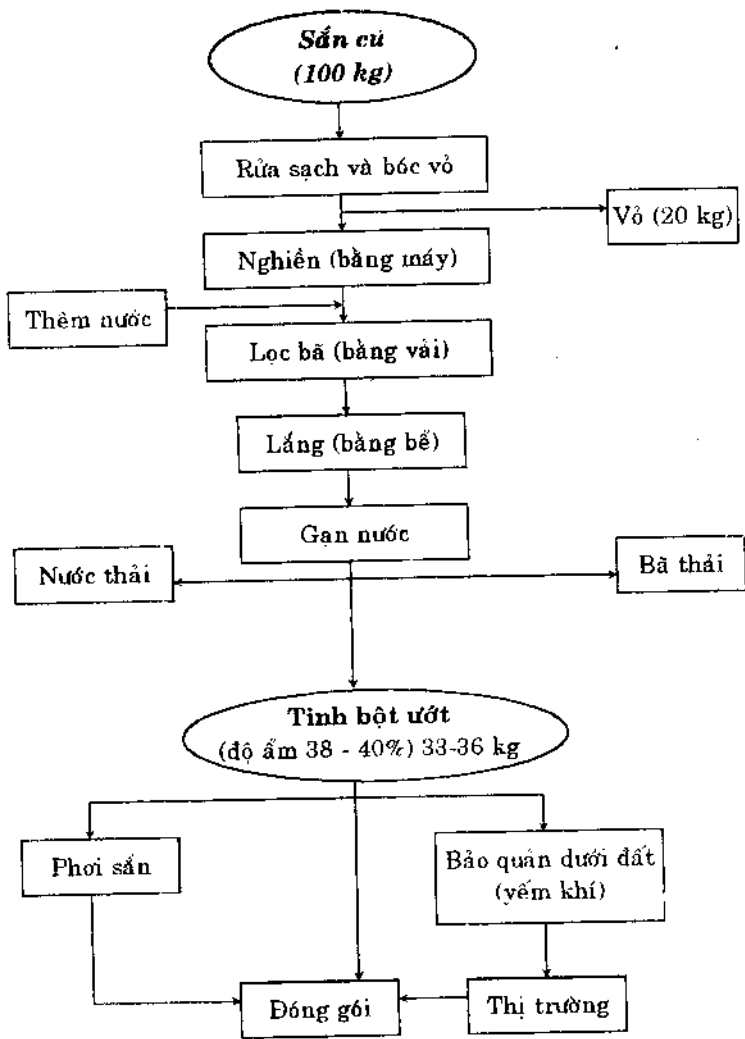 Sắn củ
(100 kg)
Rửa sạch và bóc vỏ
Vỏ (20 kg)
Nghiền (bằng máy)
Thêm nước
Lọc bã (bằng vải)
Lắng (bằng bể)
Gạn nước
Nước thải
Bã thải
Tinh bột ướt
(độ ẩm 38 - 40%) 33-36 kg
Phơi sắn
Bảo quản dưới đất
(yếm khí)
Đóng gói
Thị trường